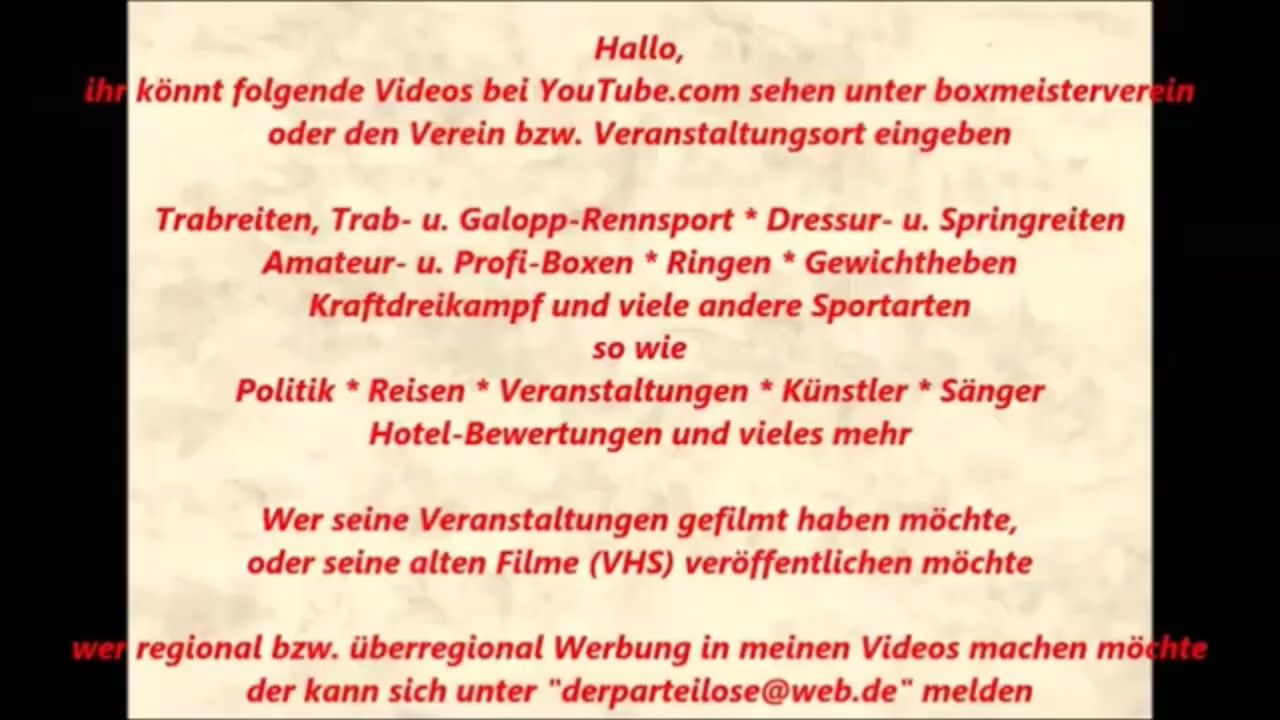 Hallo,
ihr könnt folgende Videos bei YouTube.com sehen unter boxmeisterverein
oder den Verein bzw. Veranstaltungsort eingeben
Trabreiten, Trab- u. Galopp-Rennsport * Dressur- u. Springreiten
Amateur- u. Profi-Boxen * Ringen * Gewichtheben
Kraftdreikampf und viele andere Sportarten
so wie
Politik * Reisen * Veranstaltungen * Künstler * Sänger
Hotel-Bewertungen und vieles mehr
Wer seine Veranstaltungen gefilmt haben möchte,
oder seine alten Filme (VHS) veröffentlichen möchte
wer regional bzw. überregional Werbung in meinen Videos machen möchte
der kann sich unter "derparteilose@web.de" melden